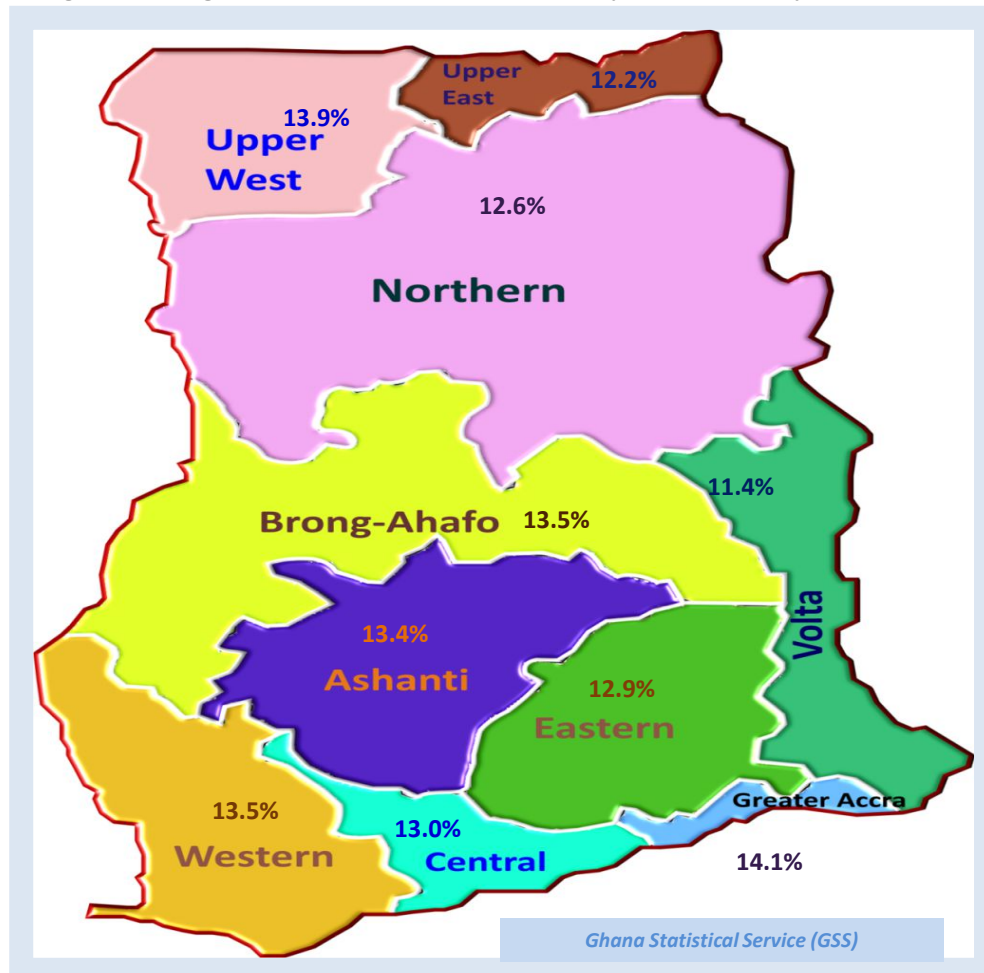 Upper
East
12.2%
13.9%
Upper
West
12.6%
Northern
11.4%
Brong-Ahafo 13.5%
Volta
13.4%
Ashanti
12.9%
Eastern
Greater Accra
13.5%
Western
13.0%
Central
14.1%
Ghana Statistical Service (GSS)